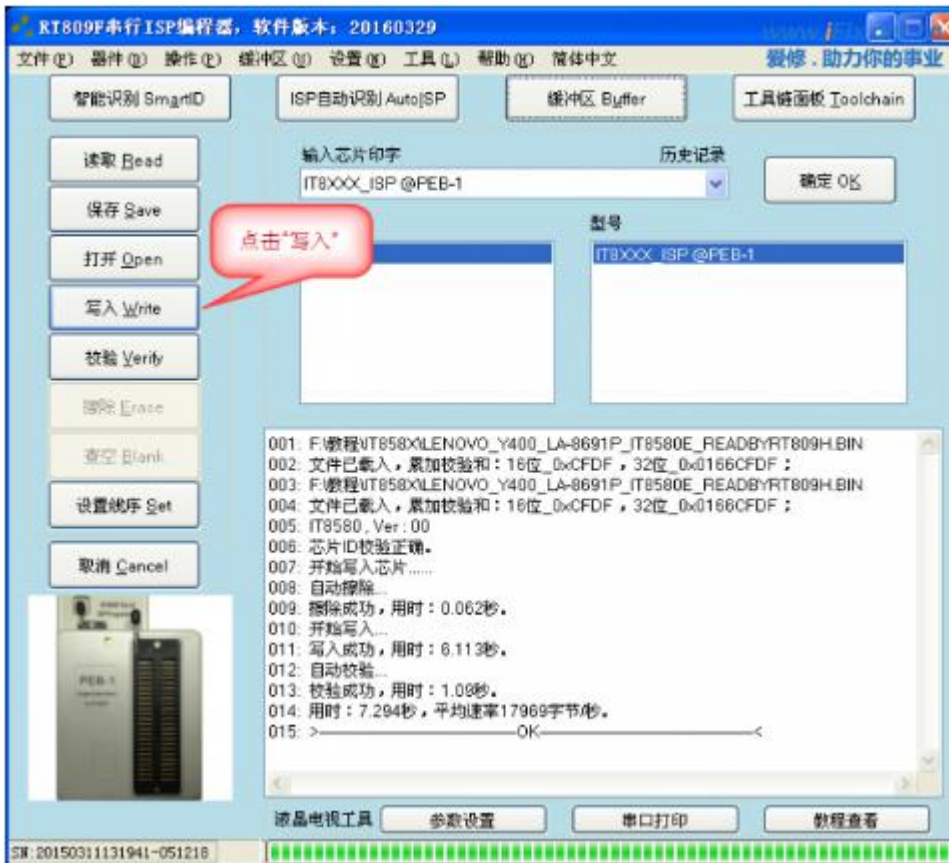 RT809F串行ISP编程器，软件版本：20160329
文件(F) 器件(D) 操作(P) 缓冲区(U) 设置(W) 工具(L) 帮助(K) 简体中文
爱修．助力你的事业
智能识别 SmartID
ISP自动识别 Auto|SP
缓冲区 Buffer
工具链面板 Toolchain
读取 Read
保存 Save
打开 Open
写入 Write
校验 Verify
擦除 Erase
查空 Blank
设置线序 Set
取消 Cancel
输入芯片印字
历史记录
IT8XXX_ISP @PEB-1
确定 OK
点击“写入”
型号
IT8XXX_ISP @PEB-1
001: F:\教程\IT858X\LENOVO_Y400_LA-8691P_IT8580E_READBYRT809H.BIN
002: 文件已载入，累加校验和：16位_0xCFDF，32位_0x0166CFDF；
003: F:\教程\IT858X\LENOVO_Y400_LA-8691P_IT8580E_READBYRT809H.BIN
004: 文件已载入，累加校验和：16位_0xCFDF，32位_0x0166CFDF；
005: IT8580, Ver: 00
006: 芯片ID校验正确。
007: 开始写入芯片......
008: 自动擦除...
009: 擦除成功，用时：0.062秒。
010: 开始写入...
011: 写入成功，用时：6.113秒。
012: 自动校验...
013: 校验成功，用时：1.09秒。
014: 用时：7.294秒，平均速率17969字节/秒。
015: >————————OK————————<
PEB-1
液晶电视工具
参数设置
串口打印
教程查看
SN:20150311131941-051218